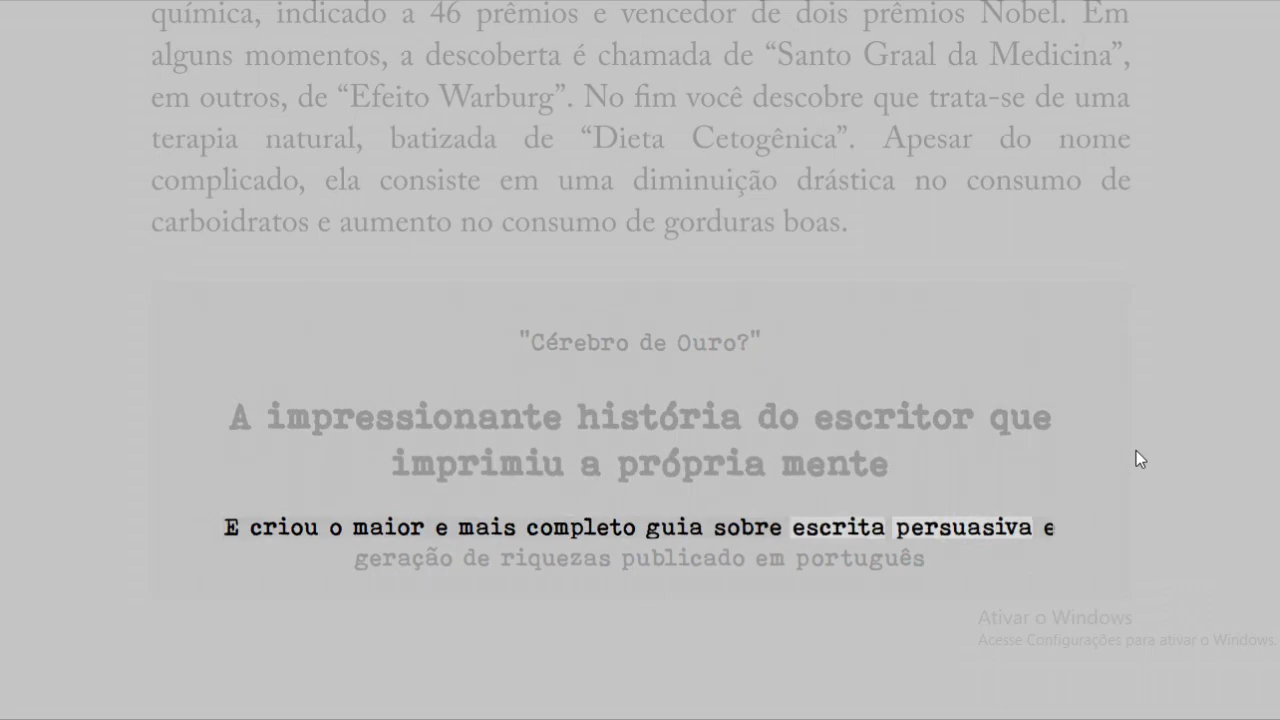 química, indicado a 46 prêmios e vencedor de dois prêmios Nobel. Em
alguns momentos, a descoberta é chamada de “Santo Graal da Medicina”,
em outros, de “Efeito Warburg”. No fim você descobre que trata-se de uma
terapia natural, batizada de “Dieta Cetogênica”. Apesar do nome
complicado, ela consiste em uma diminuição drástica no consumo de
carboidratos e aumento no consumo de gorduras boas.
"Cérebro de Ouro?"
A impressionante história do escritor que
imprimiu a própria mente
E criou o maior e mais completo guia sobre escrita persuasiva e
geração de riquezas publicado em português
Ativar o Windows
Acesse Configurações para ativar o Windows.